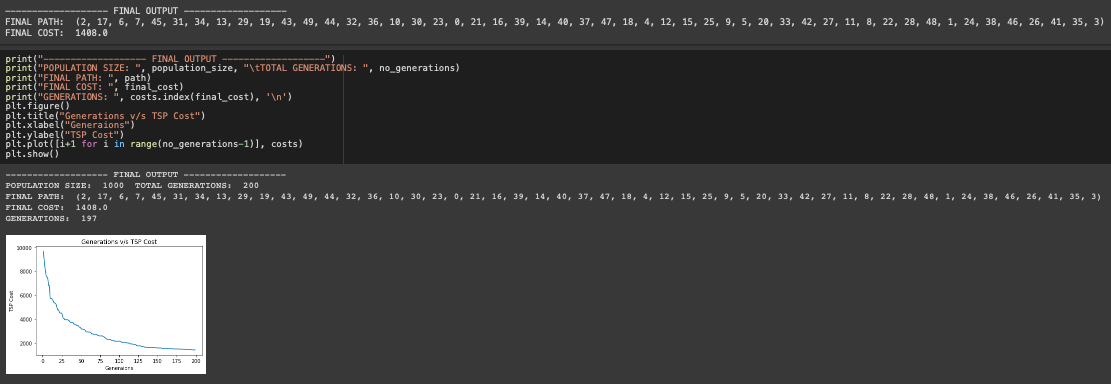 ------------------- FINAL OUTPUT -------------------
FINAL PATH:  (2, 17, 6, 7, 45, 31, 34, 13, 29, 19, 43, 49, 44, 32, 36, 10, 30, 23, 0, 21, 16, 39, 14, 40, 37, 47, 18, 4, 12, 15, 25, 9, 5, 20, 33, 42, 27, 11, 8, 22, 28, 48, 1, 24, 38, 46, 26, 41, 35, 3)
FINAL COST:  1408.0
print("------------------- FINAL OUTPUT -------------------")
print("POPULATION SIZE: ", population_size, "\tTOTAL GENERATIONS: ", no_generations)
print("FINAL PATH: ", path)
print("FINAL COST: ", final_cost)
print("GENERATIONS: ", costs.index(final_cost), '\n')
plt.figure()
plt.title("Generations v/s TSP Cost")
plt.xlabel("Generaions")
plt.ylabel("TSP Cost")
plt.plot([i+1 for i in range(no_generations-1)], costs)
plt.show()
------------------- FINAL OUTPUT -------------------
POPULATION SIZE:  1000  TOTAL GENERATIONS:  200
FINAL PATH:  (2, 17, 6, 7, 45, 31, 34, 13, 29, 19, 43, 49, 44, 32, 36, 10, 30, 23, 0, 21, 16, 39, 14, 40, 37, 47, 18, 4, 12, 15, 25, 9, 5, 20, 33, 42, 27, 11, 8, 22, 28, 48, 1, 24, 38, 46, 26, 41, 35, 3)
FINAL COST:  1408.0
GENERATIONS:  197
Generations v/s TSP Cost
10000
8000
6000
4000
2000
TSP Cost
0 25 50 75 100 125 150 175 200
Generaions